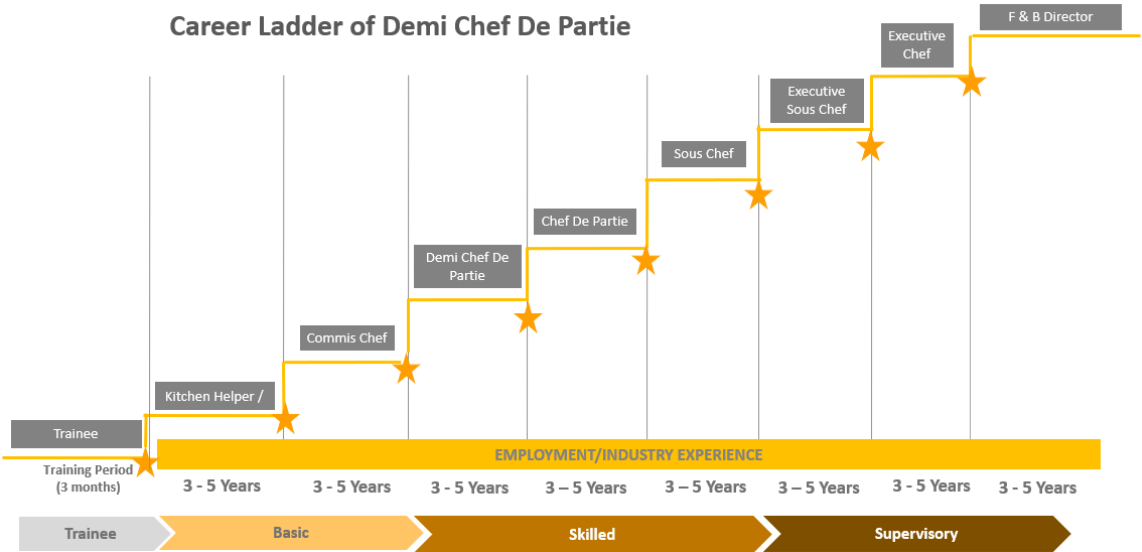 Career Ladder of Demi Chef De Partie
F & B Director
Executive
Chef
Executive
Sous Chef
Sous Chef
Chef De Partie
Demi Chef De
Partie
Commis Chef
Kitchen Helper /
Trainee
EMPLOYMENT/INDUSTRY EXPERIENCE
Training Period
(3 months)
3 - 5 Years
3 - 5 Years
3 - 5 Years
3 – 5 Years
3 – 5 Years
3 – 5 Years
3 - 5 Years
3 - 5 Years
Trainee
Basic
Skilled
Supervisory